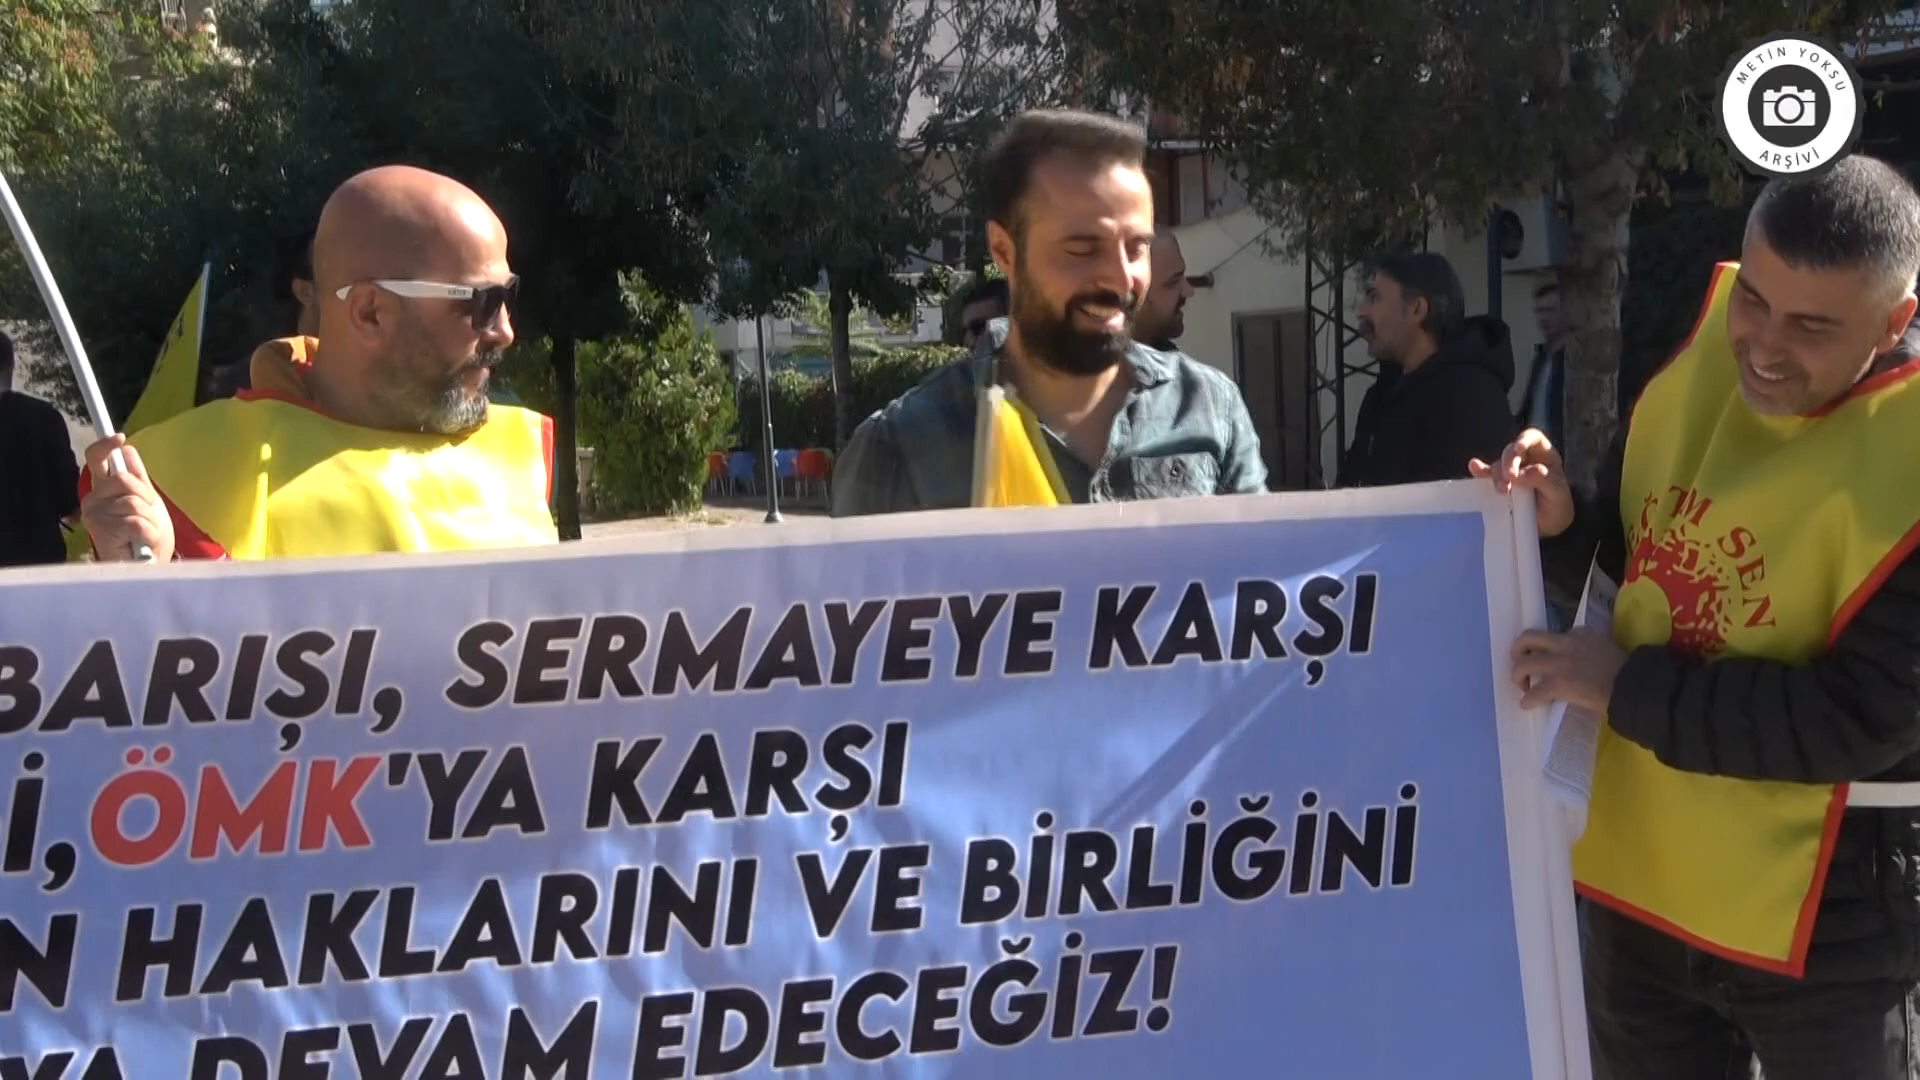 METİN YOKSU
ARŞİVİ
BARIŞI, SERMAYEYE KARŞI
İ, ÖMK'YA KARŞI
N HAKLARINI VE BİRLİĞİNİ
YA DEVAM EDECEĞİZ!
SEN